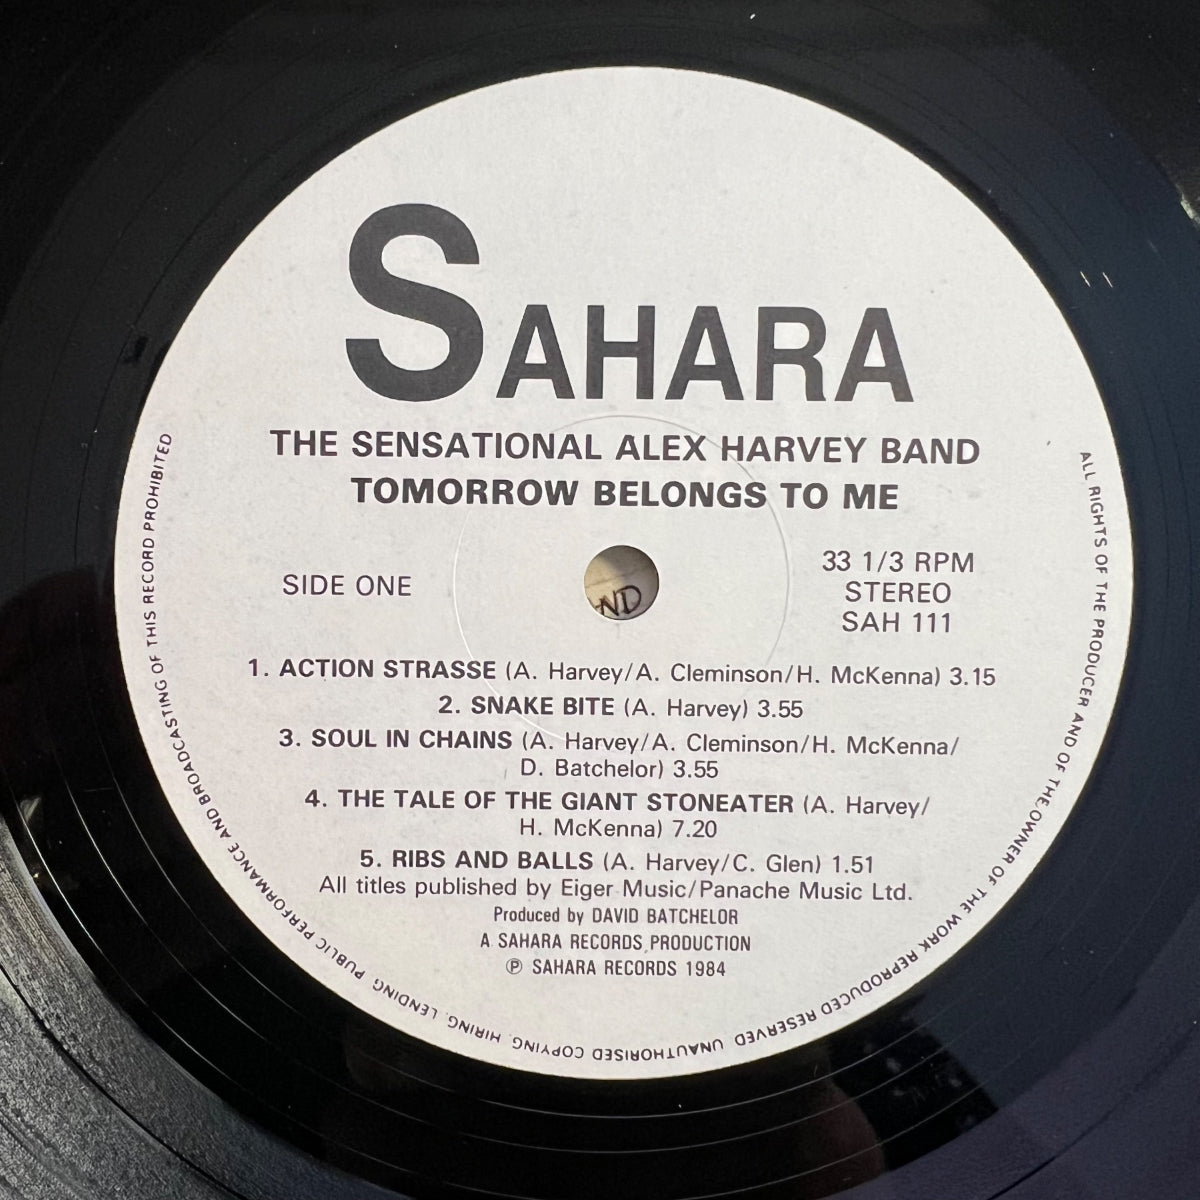 SAHARA
THE SENSATIONAL ALEX HARVEY BAND
TOMORROW BELONGS TO ME
SIDE ONE
33 1/3 RPM
STEREO
SAH 111
ND
1. ACTION STRASSE (A. Harvey/A. Cleminson/H. McKenna) 3.15
2. SNAKE BITE (A. Harvey) 3.55
3. SOUL IN CHAINS (A. Harvey/A. Cleminson/H. McKenna/
D. Batchelor) 3.55
4. THE TALE OF THE GIANT STONEATER (A. Harvey/
H. McKenna) 7.20
5. RIBS AND BALLS (A. Harvey/C. Glen) 1.51
All titles published by Eiger Music/Panache Music Ltd.
Produced by DAVID BATCHELOR
A SAHARA RECORDS PRODUCTION
℗ SAHARA RECORDS 1984
ALL RIGHTS OF THE PRODUCER AND OF THE OWNER OF THE WORK REPRODUCED RESERVED UNAUTHORISED COPYING. HIRING. LENDING. PUBLIC PERFORMANCE AND BROADCASTING OF THIS RECORD PROHIBITED